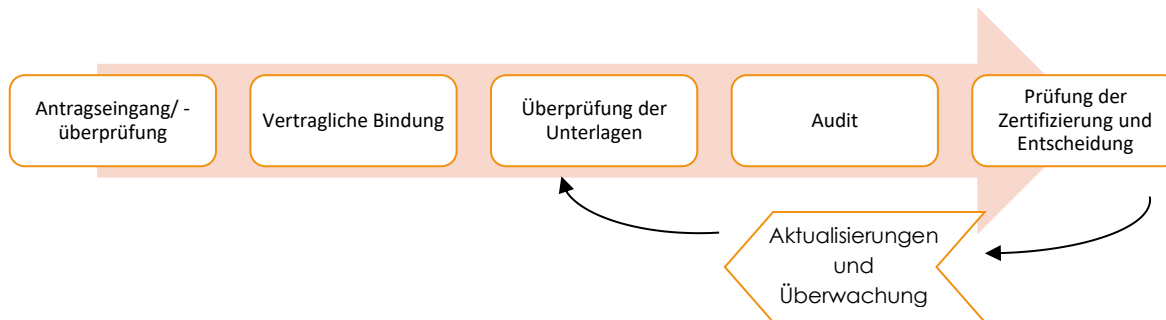 Antragseingang/ -
überprüfung
Vertragliche Bindung
Überprüfung der
Unterlagen
Audit
Prüfung der
Zertifizierung und
Entscheidung
Aktualisierungen
und
Überwachung